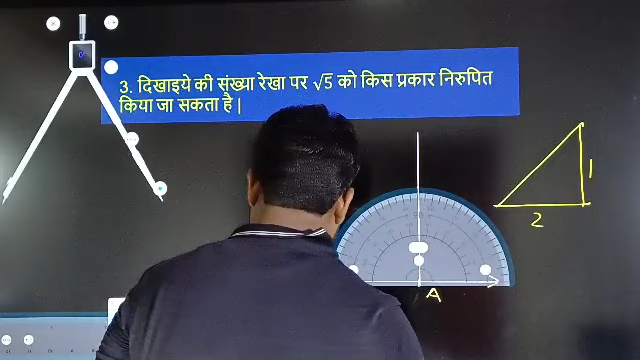 3. दिखाइये की संख्या रेखा पर √5 को किस प्रकार निरुपित
किया जा सकता है |
1
2
A